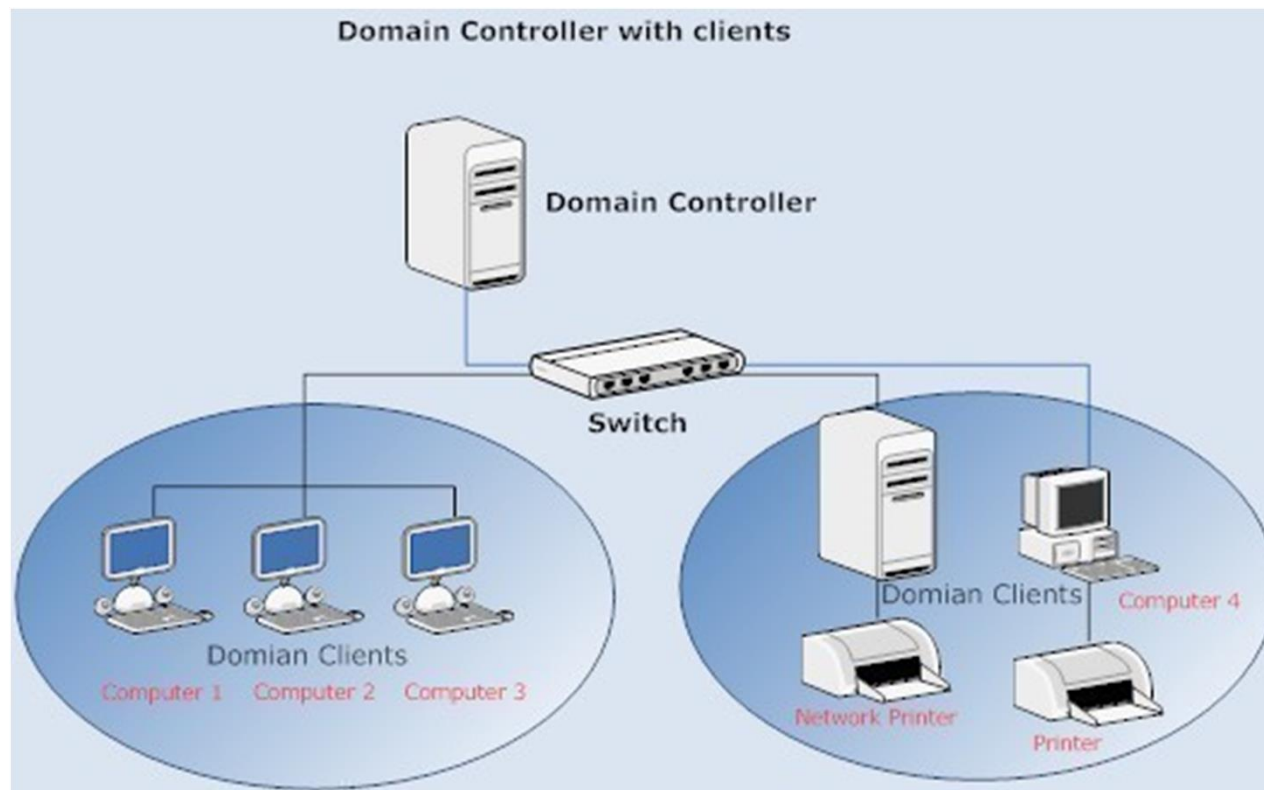 Domain Controller with clients
Domain Controller
Switch
Domian Clients
Computer 1 Computer 2 Computer 3
Domian Clients
Computer 4
Network Printer
Printer